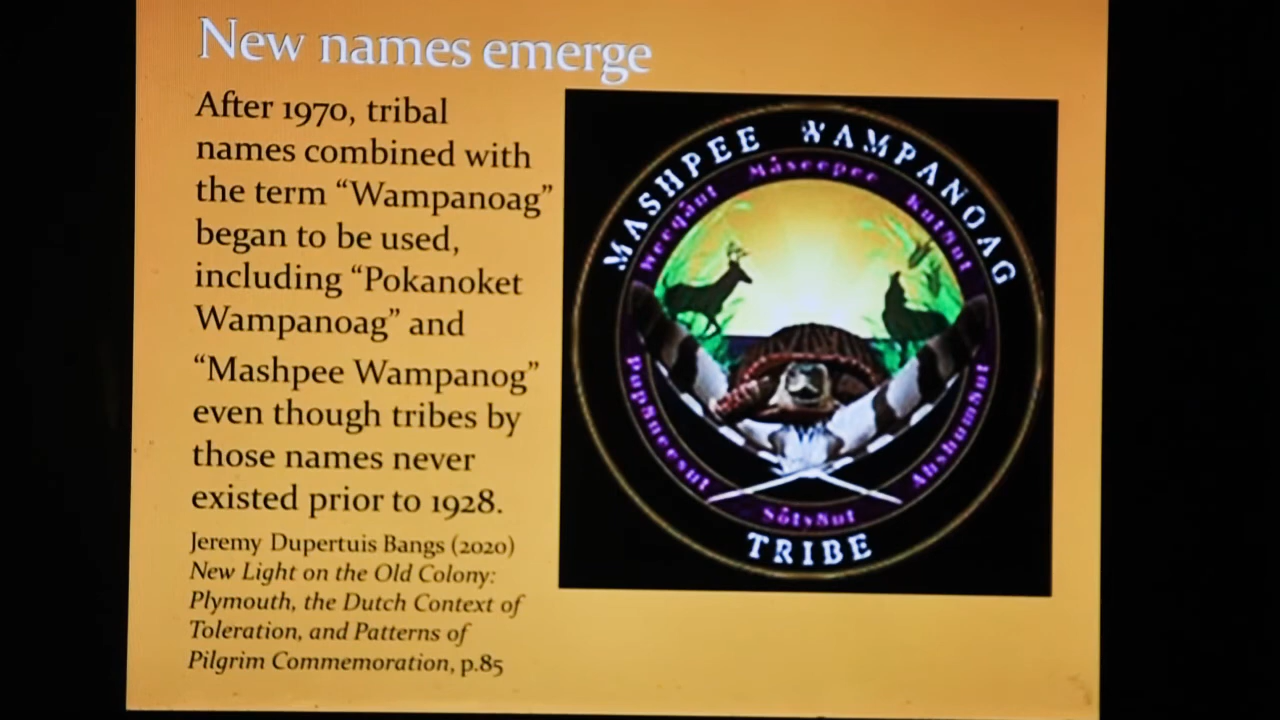 New names emerge
After 1970, tribal
names combined with
the term “Wampanoag”
began to be used,
including “Pokanoket
Wampanoag” and
“Mashpee Wampanog”
even though tribes by
those names never
existed prior to 1928.
Jeremy Dupertuis Bangs (2020)
New Light on the Old Colony:
Plymouth, the Dutch Context of
Toleration, and Patterns of
Pilgrim Commemoration, p.85
MASHPEE WAMPANOAG
TRIBE